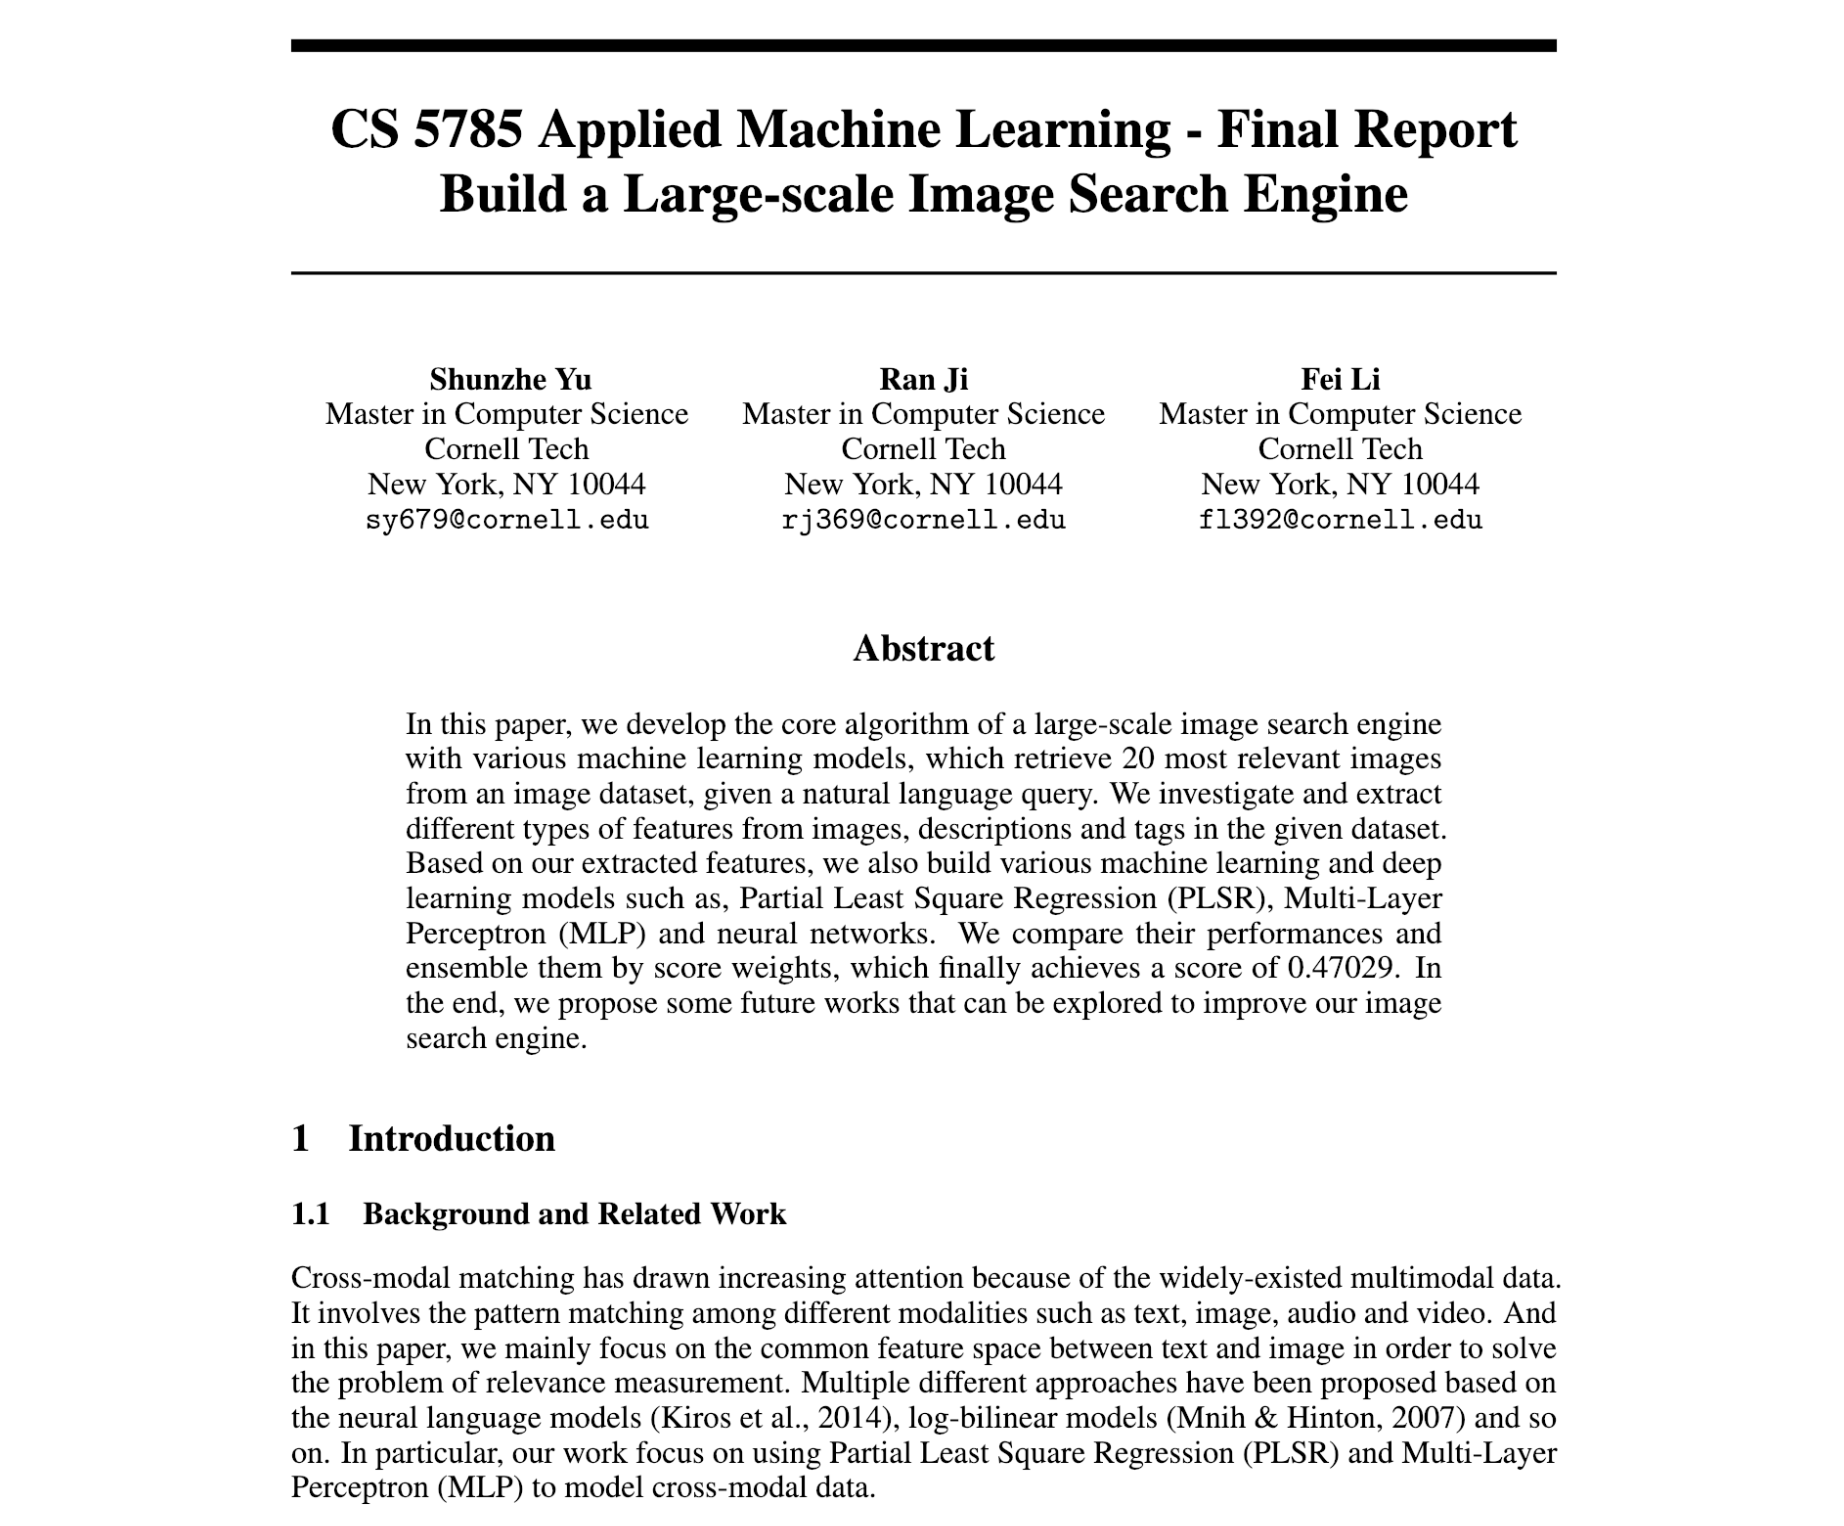 CS 5785 Applied Machine Learning - Final Report
Build a Large-scale Image Search Engine
Shunzhe Yu
Master in Computer Science
Cornell Tech
New York, NY 10044
sy679@cornell.edu
Ran Ji
Master in Computer Science
Cornell Tech
New York, NY 10044
rj369@cornell.edu
Fei Li
Master in Computer Science
Cornell Tech
New York, NY 10044
fl392@cornell.edu
Abstract
In this paper, we develop the core algorithm of a large-scale image search engine
with various machine learning models, which retrieve 20 most relevant images
from an image dataset, given a natural language query. We investigate and extract
different types of features from images, descriptions and tags in the given dataset.
Based on our extracted features, we also build various machine learning and deep
learning models such as, Partial Least Square Regression (PLSR), Multi-Layer
Perceptron (MLP) and neural networks. We compare their performances and
ensemble them by score weights, which finally achieves a score of 0.47029. In
the end, we propose some future works that can be explored to improve our image
search engine.
1 Introduction
1.1 Background and Related Work
Cross-modal matching has drawn increasing attention because of the widely-existed multimodal data.
It involves the pattern matching among different modalities such as text, image, audio and video. And
in this paper, we mainly focus on the common feature space between text and image in order to solve
the problem of relevance measurement. Multiple different approaches have been proposed based on
the neural language models (Kiros et al., 2014), log-bilinear models (Mnih & Hinton, 2007) and so
on. In particular, our work focus on using Partial Least Square Regression (PLSR) and Multi-Layer
Perceptron (MLP) to model cross-modal data.